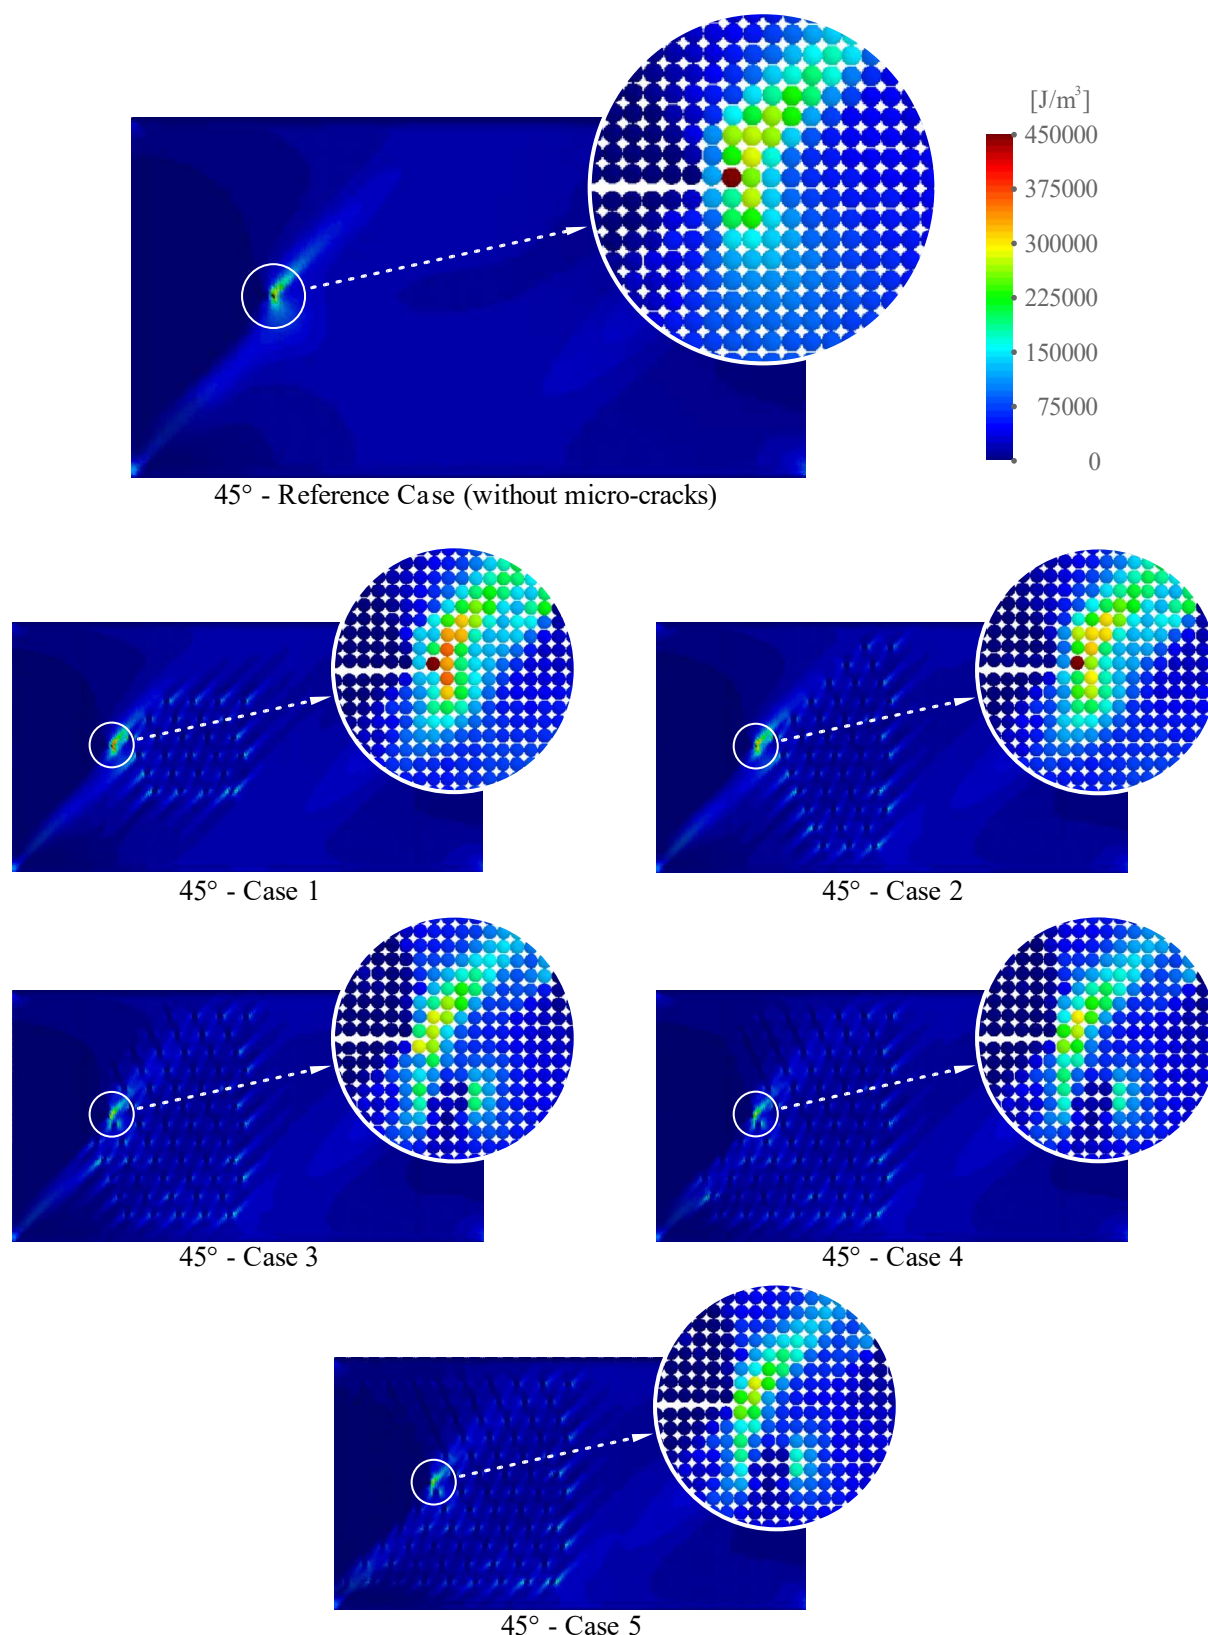 [J/m³]
450000
375000
300000
225000
150000
75000
0
45° - Reference Case (without micro-cracks)
45° - Case 1
45° - Case 2
45° - Case 3
45° - Case 4
45° - Case 5